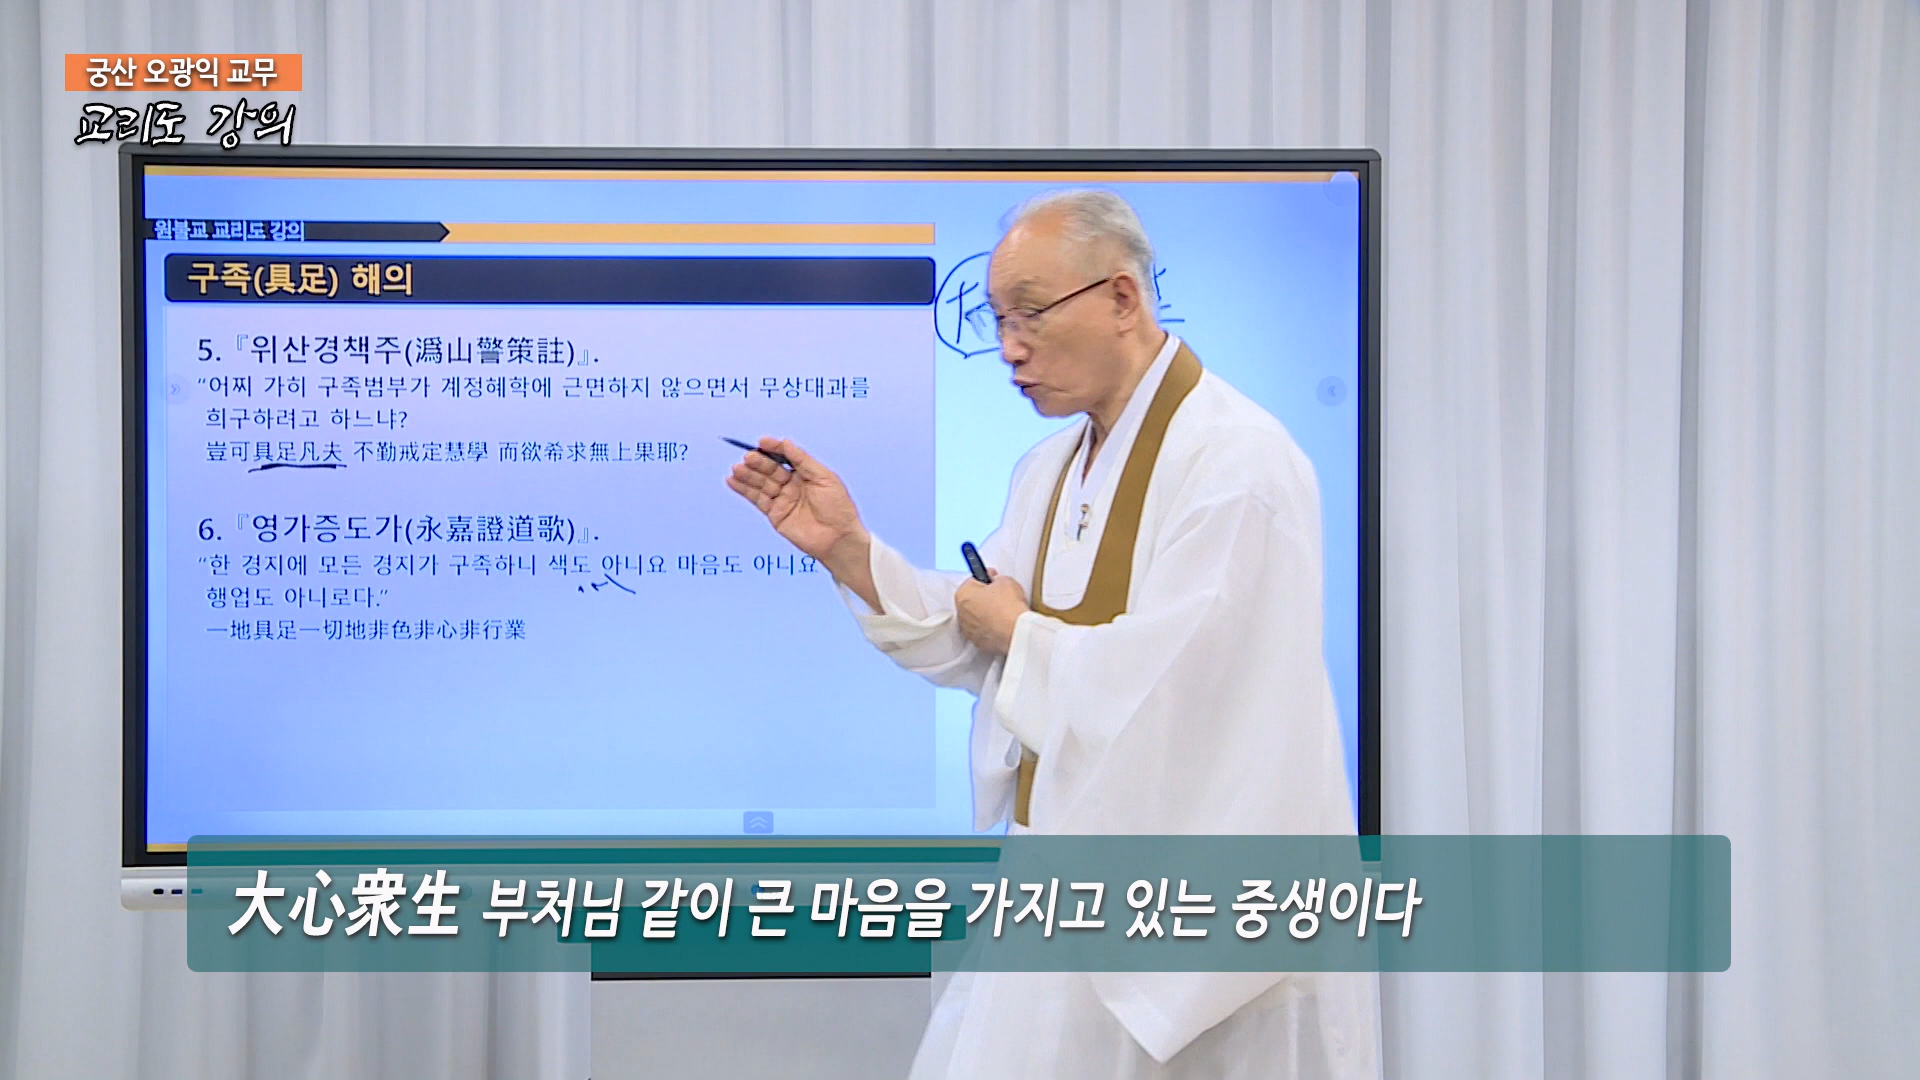 궁산 오광익 교무
교리도 강의
원불교 교리도 강의
구족(具足) 해의
5. 『위산경책주(潙山警策註)』.
“어찌 가히 구족범부가 계정혜학에 근면하지 않으면서 무상대과를
희구하려고 하느냐?
豈可具足凡夫 不勤戒定慧學 而欲希求無上果耶?
6. 『영가증도가(永嘉證道歌)』.
“한 경지에 모든 경지가 구족하니 색도 아니요 마음도 아니요
행업도 아니로다.”
一地具足一切地非色非心非行業
大心衆生 부처님 같이 큰 마음을 가지고 있는 중생이다